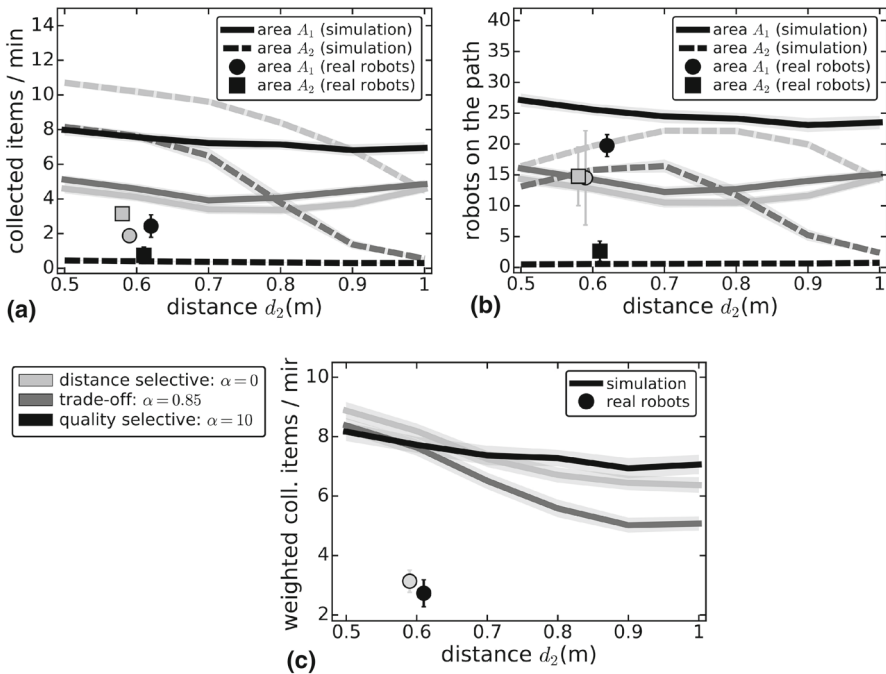 14
12
10
8
6
4
2
0
collected items / min
area A₁ (simulation)
area A₂ (simulation)
area A₁ (real robots)
area A₂ (real robots)
0.5 0.6 0.7 0.8 0.9 1
distance d₂(m)
(a)
40
35
30
25
20
15
10
5
0
robots on the path
area A₁ (simulation)
area A₂ (simulation)
area A₁ (real robots)
area A₂ (real robots)
0.5 0.6 0.7 0.8 0.9 1
distance d₂(m)
(b)
distance selective: α=0
trade-off: α=0.85
quality selective: α=10
10
8
6
4
2
weighted coll. items / mir
simulation
real robots
0.5 0.6 0.7 0.8 0.9 1
distance d₂(m)
(c)